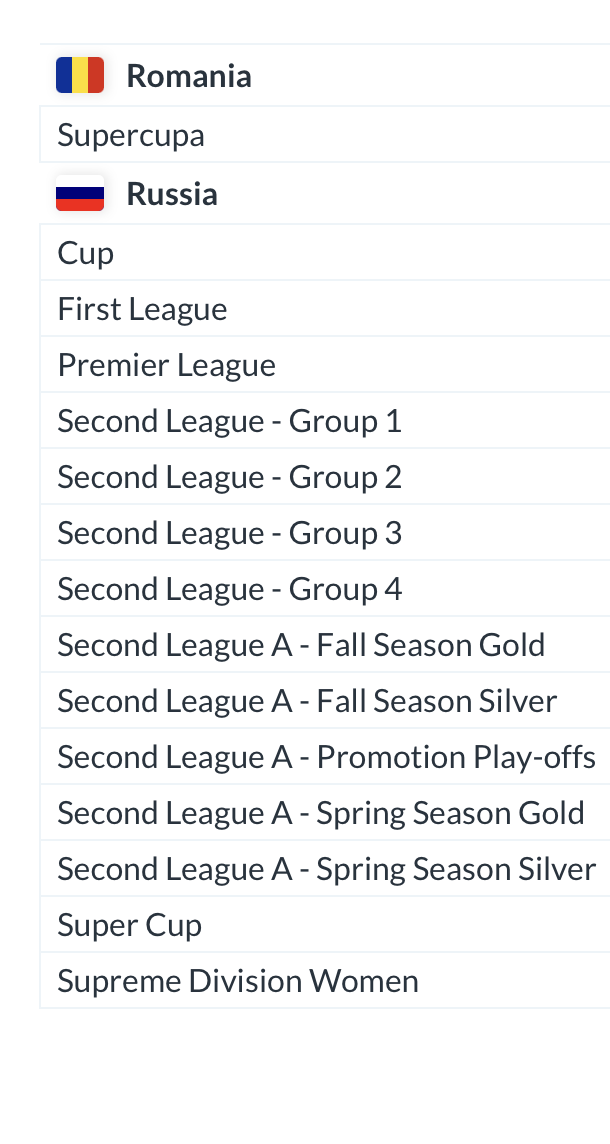 Romania
Supercupa
Russia
Cup
First League
Premier League
Second League - Group 1
Second League - Group 2
Second League - Group 3
Second League - Group 4
Second League A - Fall Season Gold
Second League A - Fall Season Silver
Second League A - Promotion Play-offs
Second League A - Spring Season Gold
Second League A - Spring Season Silver
Super Cup
Supreme Division Women